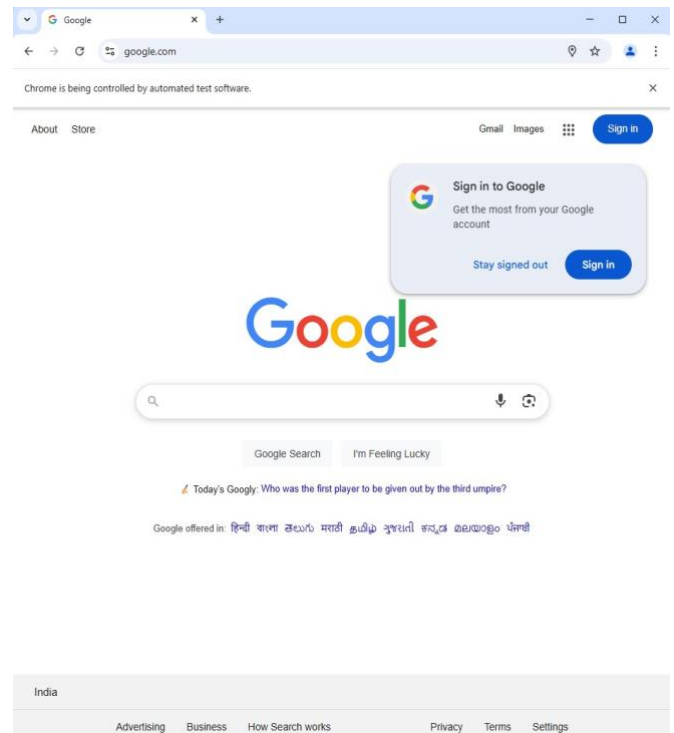 Google
google.com
Chrome is being controlled by automated test software.
About Store Gmail Images Sign in
Sign in to Google
Get the most from your Google
account
Stay signed out Sign in
Google
Google Search I'm Feeling Lucky
Today's Googly: Who was the first player to be given out by the third umpire?
Google offered in: हिन्दी বাংলা తెలుగు मराठी தமிழ் ગુજરાતી ಕನ್ನಡ മലയാളം ਪੰਜਾਬੀ
India
Advertising Business How Search works Privacy Terms Settings